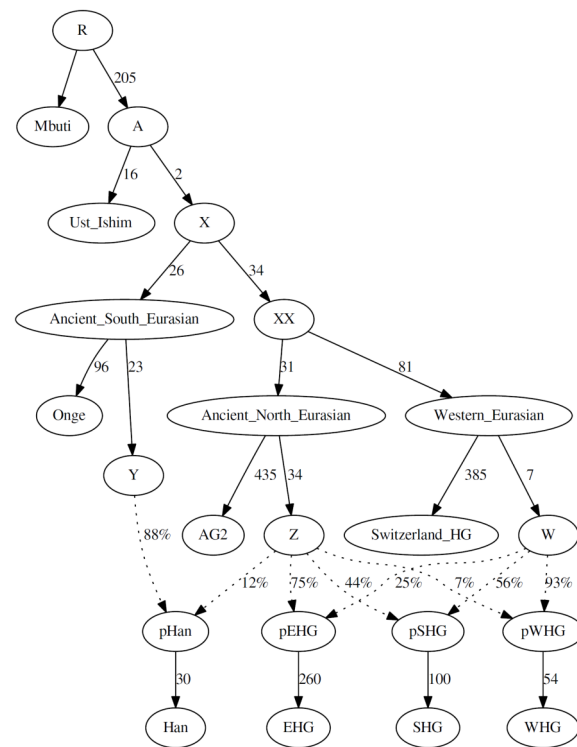 R
205
Mbuti
A
16
2
Ust_Ishim
X
26
34
Ancient_South_Eurasian
XX
96
23
31
81
Onge
Ancient_North_Eurasian
Western_Eurasian
Y
435
34
385
7
88%
AG2
Z
Switzerland_HG
W
12%
75%
44%
7%
25%
56%
93%
pHan
pEHG
pSHG
pWHG
30
260
100
54
Han
EHG
SHG
WHG